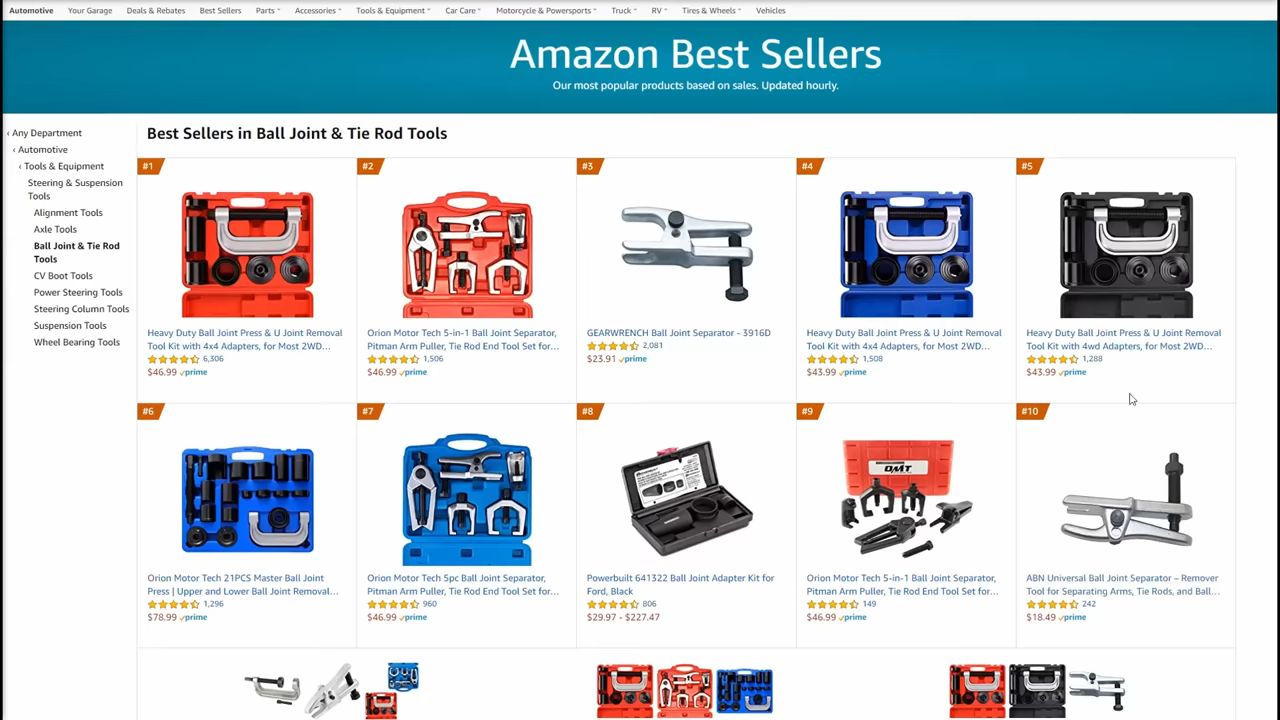 Automotive Your Garage Deals & Rebates Best Sellers Parts Accessories Tools & Equipment Car Care Motorcycle & Powersports Truck RV Tires & Wheels Vehicles
Amazon Best Sellers
Our most popular products based on sales. Updated hourly.
‹ Any Department
‹ Automotive
‹ Tools & Equipment
Steering & Suspension
Tools
Alignment Tools
Axle Tools
Ball Joint & Tie Rod
Tools
CV Boot Tools
Power Steering Tools
Steering Column Tools
Suspension Tools
Wheel Bearing Tools
Best Sellers in Ball Joint & Tie Rod Tools
#1
Heavy Duty Ball Joint Press & U Joint Removal
Tool Kit with 4x4 Adapters, for Most 2WD…
6,306
$46.99 prime
#2
Orion Motor Tech 5-in-1 Ball Joint Separator,
Pitman Arm Puller, Tie Rod End Tool Set for…
1,506
$46.99 prime
#3
GEARWRENCH Ball Joint Separator - 3916D
2,081
$23.91 prime
#4
Heavy Duty Ball Joint Press & U Joint Removal
Tool Kit with 4x4 Adapters, for Most 2WD…
1,508
$43.99 prime
#5
Heavy Duty Ball Joint Press & U Joint Removal
Tool Kit with 4wd Adapters, for Most 2WD…
1,288
$43.99 prime
#6
Orion Motor Tech 21PCS Master Ball Joint
Press | Upper and Lower Ball Joint Removal…
1,296
$78.99 prime
#7
Orion Motor Tech 5pc Ball Joint Separator,
Pitman Arm Puller, Tie Rod End Tool Set for…
960
$46.99 prime
#8
Powerbuilt 641322 Ball Joint Adapter Kit for
Ford, Black
806
$29.97 - $227.47
#9
OMT
Orion Motor Tech 5-in-1 Ball Joint Separator,
Pitman Arm Puller, Tie Rod End Tool Set for…
149
$46.99 prime
#10
ABN Universal Ball Joint Separator – Remover
Tool for Separating Arms, Tie Rods, and Ball…
242
$18.49 prime